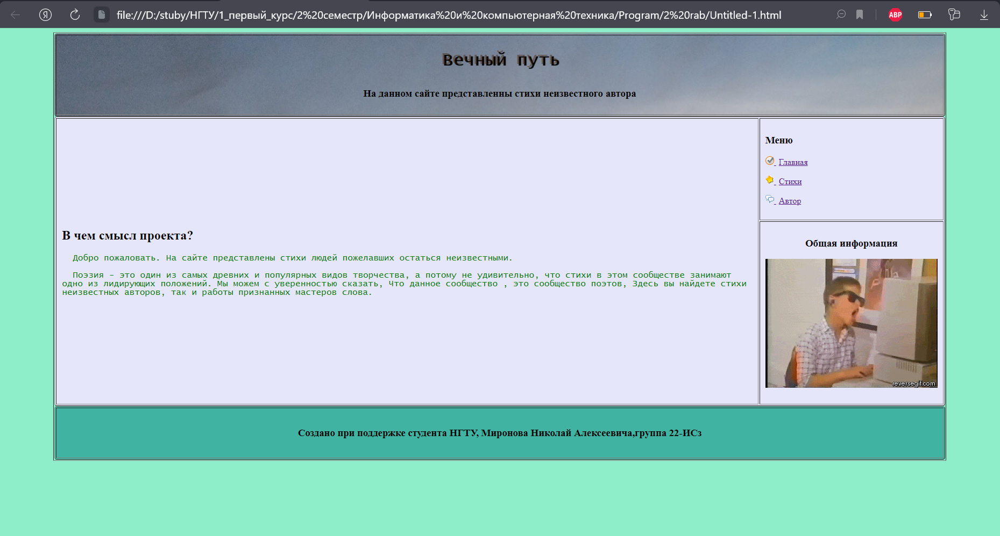 file:///D:/stuby/НГТУ/1_первый_курс/2%20семестр/Информатика%20и%20компьютерная%20техника/Program/2%20rab/Untitled-1.html
ABP
Вечный путь
На данном сайте представленны стихи неизвестного автора
Меню
Главная
Стихи
Автор
В чем смысл проекта?
Добро пожаловать. На сайте представлены стихи людей пожелавших остаться неизвестными.
Поэзия - это один из самых древних и популярных видов творчества, а потому не удивительно, что стихи в этом сообществе занимают
одно из лидирующих положений. Мы можем с уверенностью сказать, Что данное сообщество , это сообщество поэтов, Здесь вы найдете стихи
неизвестных авторов, так и работы признанных мастеров слова.
Общая информация
reversegif.com
Создано при поддержке студента НГТУ, Миронова Николай Алексеевича,группа 22-ИСз